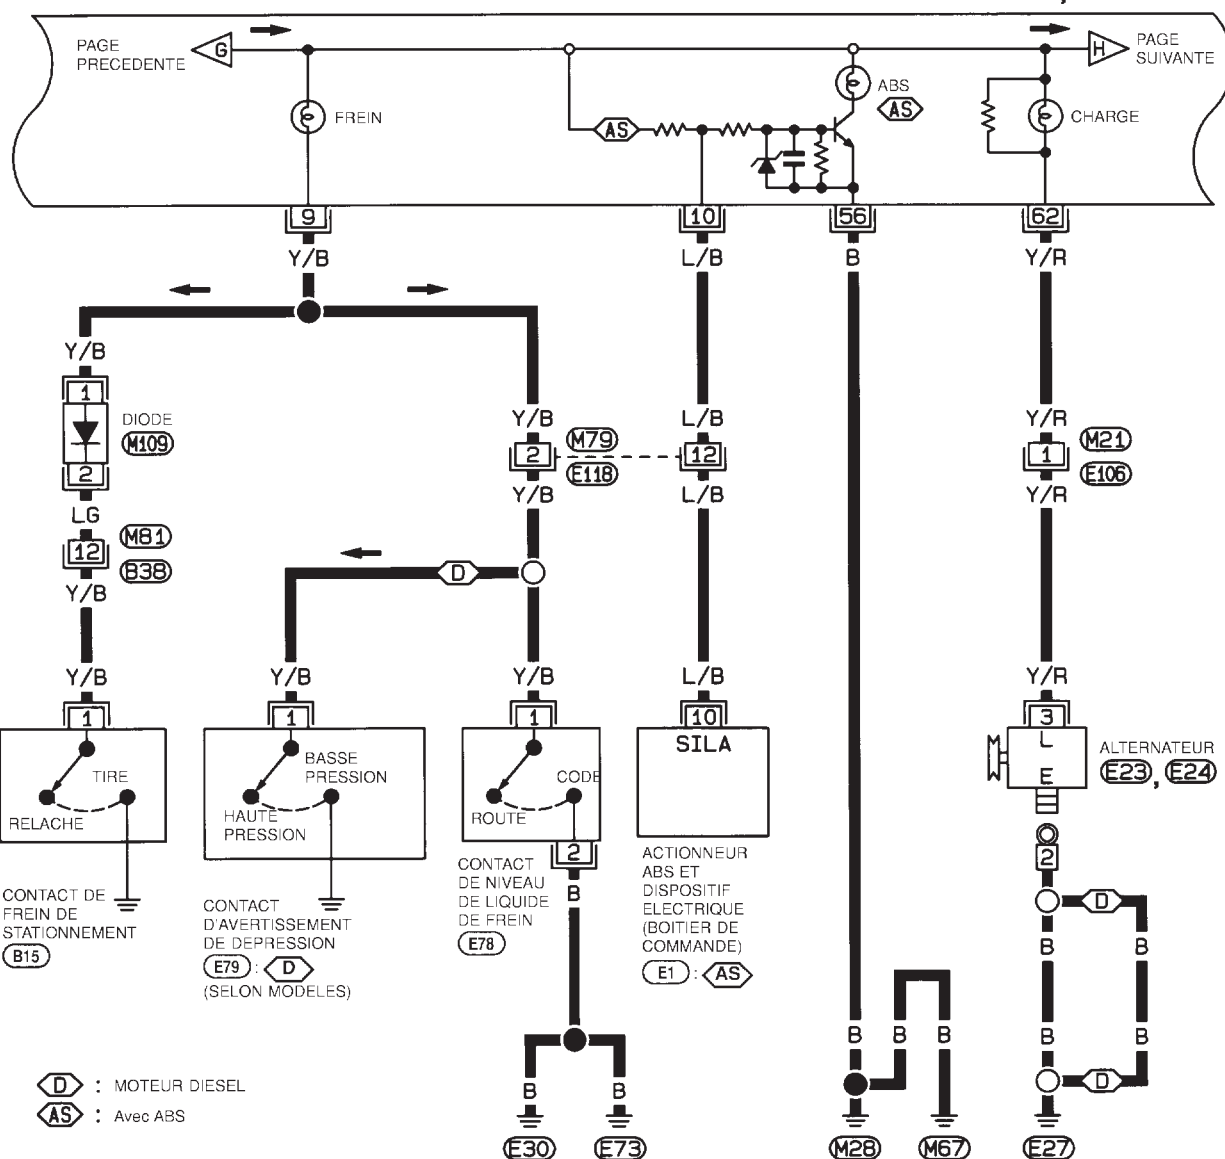 PAGE
PRECEDENTE
G
H
PAGE
SUIVANTE
FREIN
AS
ABS
AS
CHARGE
9
10
56
62
Y/B
L/B
B
Y/R
Y/B
1
DIODE
M109
2
LG
12
M81
B38
Y/B
Y/B
Y/B
2
M79
E118
Y/B
L/B
12
L/B
Y/R
1
M21
E106
Y/R
D
Y/B
Y/B
L/B
Y/R
1
1
1
10
3
TIRE
RELACHE
BASSE
PRESSION
HAUTE
PRESSION
CODE
ROUTE
SILA
L
E
ALTERNATEUR
E23, E24
2
2
CONTACT DE
FREIN DE
STATIONNEMENT
B15
CONTACT
D'AVERTISSEMENT
DE DEPRESSION
E79 : D
(SELON MODELES)
CONTACT
DE NIVEAU
DE LIQUIDE
DE FREIN
E78
B
ACTIONNEUR
ABS ET
DISPOSITIF
ELECTRIQUE
(BOITIER DE
COMMANDE)
E1 : AS
D
B
B
B
B
B
B
B
D
B
B
D : MOTEUR DIESEL
AS : Avec ABS
E30
E73
M28
M67
E27